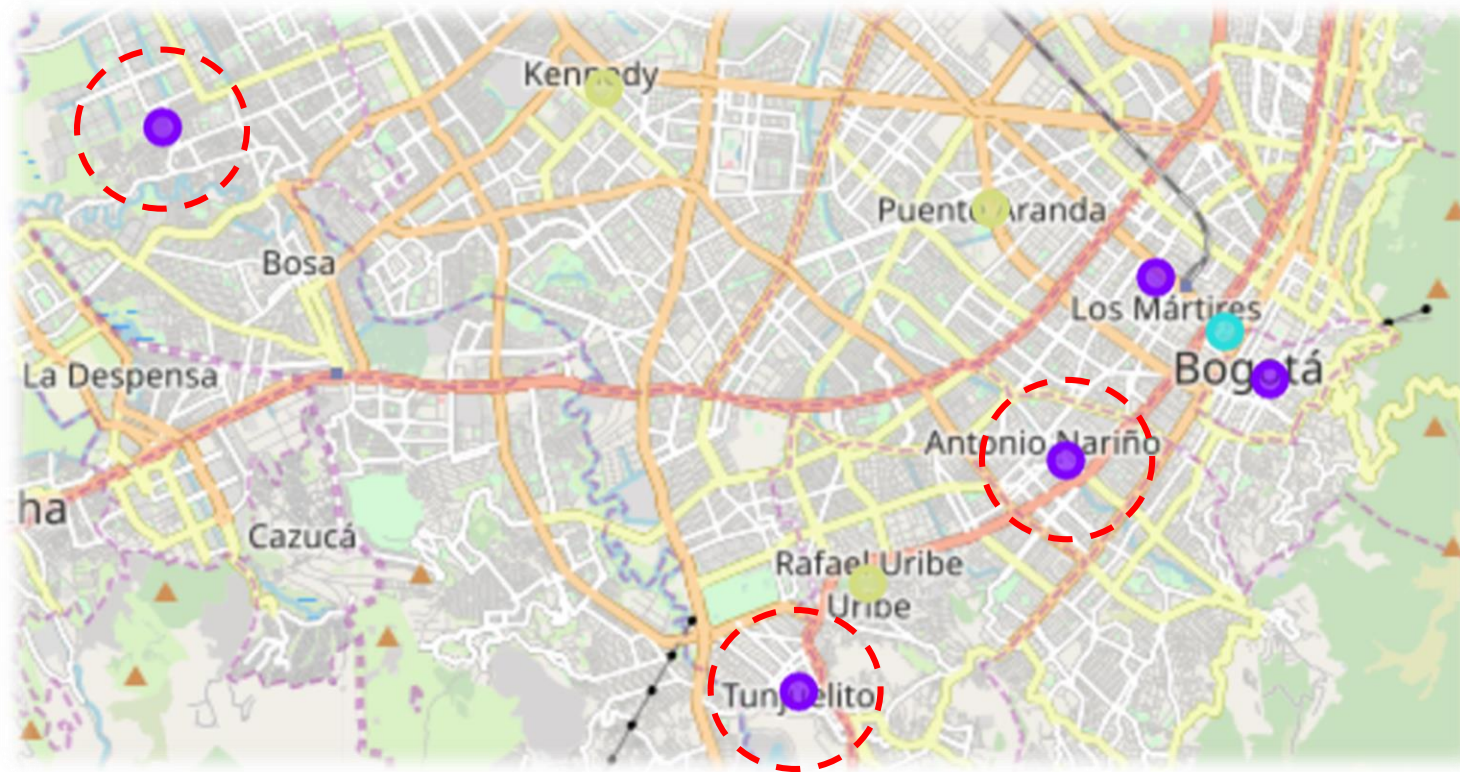 Kennedy
Puente Aranda
Bosa
Los Mártires
Bogotá
La Despensa
Antonio Nariño
ha
Cazucá
Rafael Uribe
Uribe
Tunjuelito